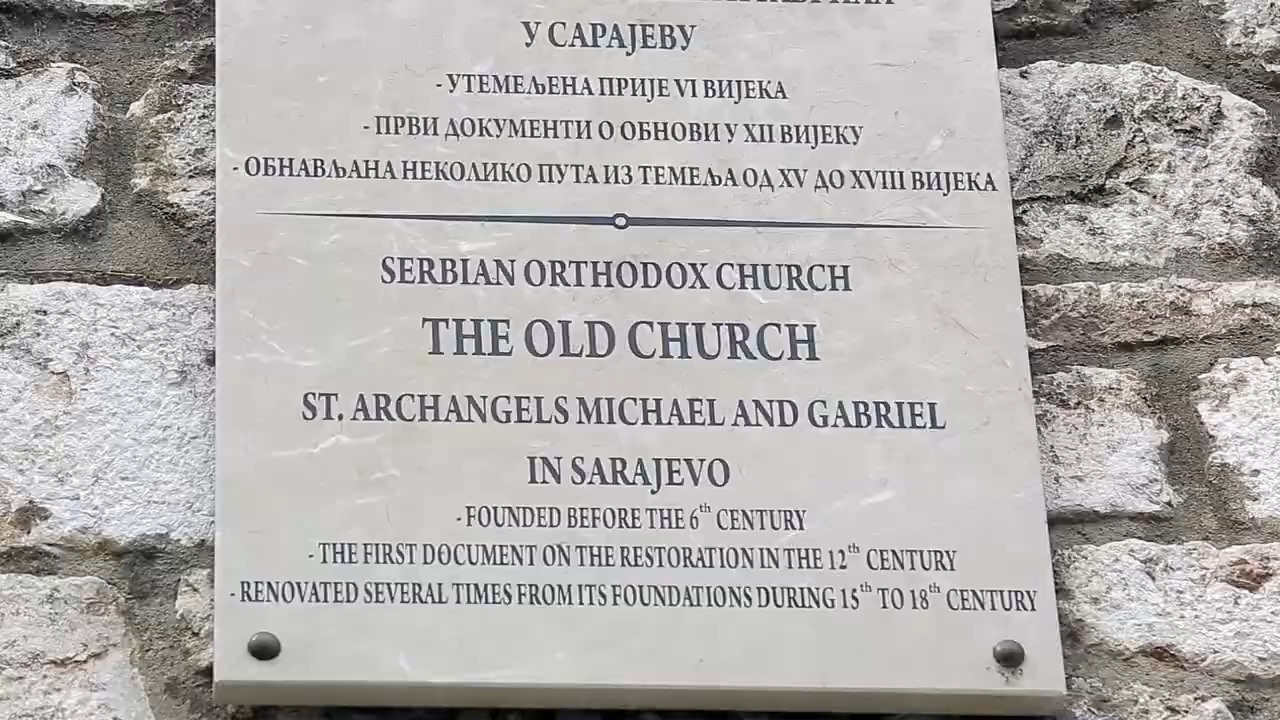 У САРАЈЕВУ
- УТЕМЕЉЕНА ПРИЈЕ VI ВИЈЕКА
- ПРВИ ДОКУМЕНТИ О ОБНОВИ У XII ВИЈЕКУ
- ОБНАВЉАНА НЕКОЛИКО ПУТА ИЗ ТЕМЕЉА ОД XV ДО XVIII ВИЈЕКА
SERBIAN ORTHODOX CHURCH
THE OLD CHURCH
ST. ARCHANGELS MICHAEL AND GABRIEL
IN SARAJEVO
- FOUNDED BEFORE THE 6th CENTURY
- THE FIRST DOCUMENT ON THE RESTORATION IN THE 12th CENTURY
- RENOVATED SEVERAL TIMES FROM ITS FOUNDATIONS DURING 15th TO 18th CENTURY